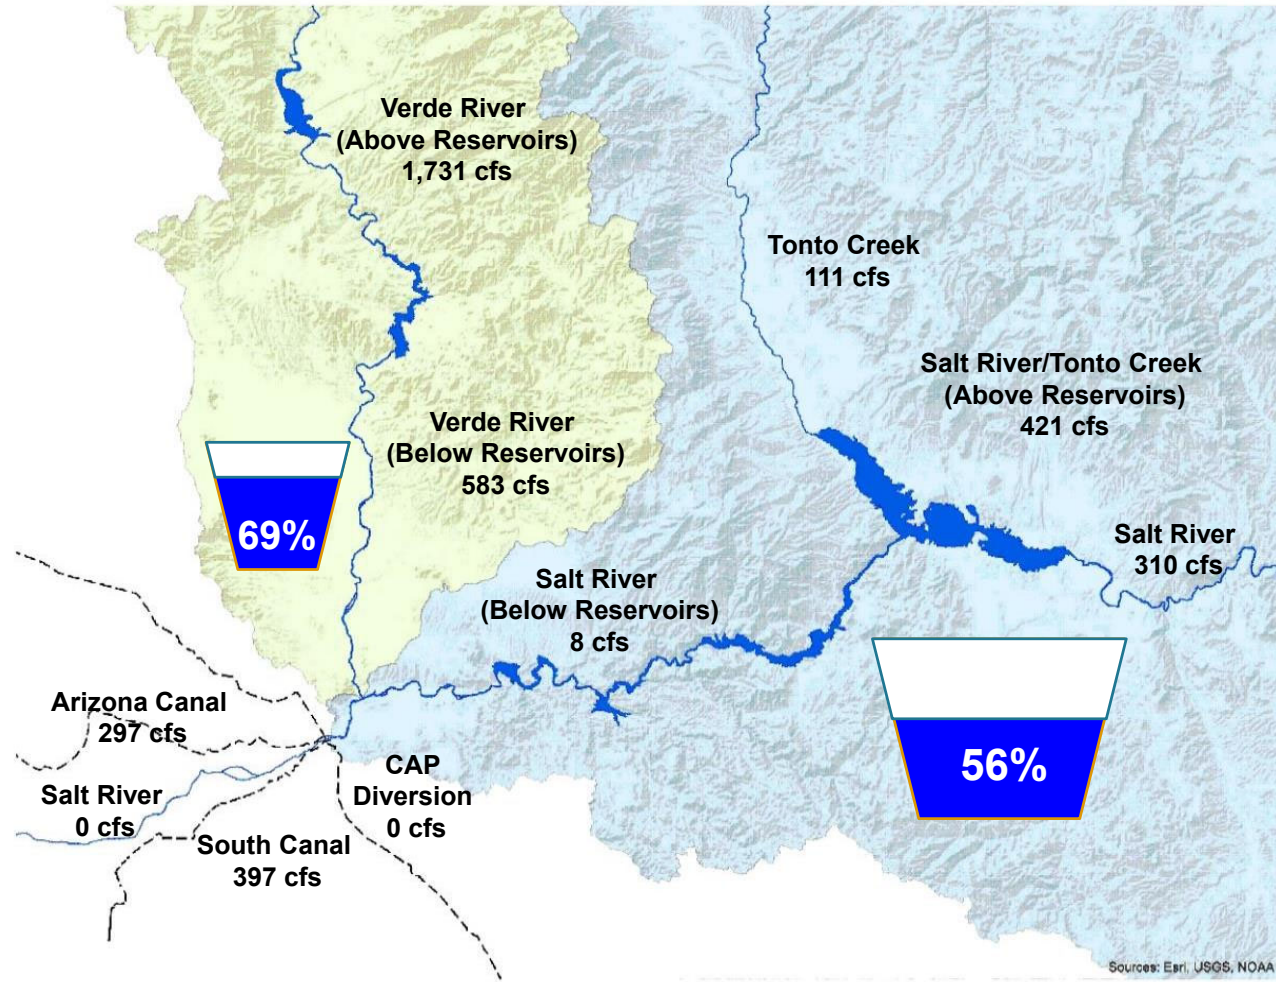 Verde River
(Above Reservoirs)
1,731 cfs
Tonto Creek
111 cfs
Salt River/Tonto Creek
(Above Reservoirs)
421 cfs
Verde River
(Below Reservoirs)
583 cfs
69%
Salt River
310 cfs
Salt River
(Below Reservoirs)
8 cfs
56%
Arizona Canal
297 cfs
CAP
Diversion
0 cfs
Salt River
0 cfs
South Canal
397 cfs
Sources: Esri, USGS, NOAA